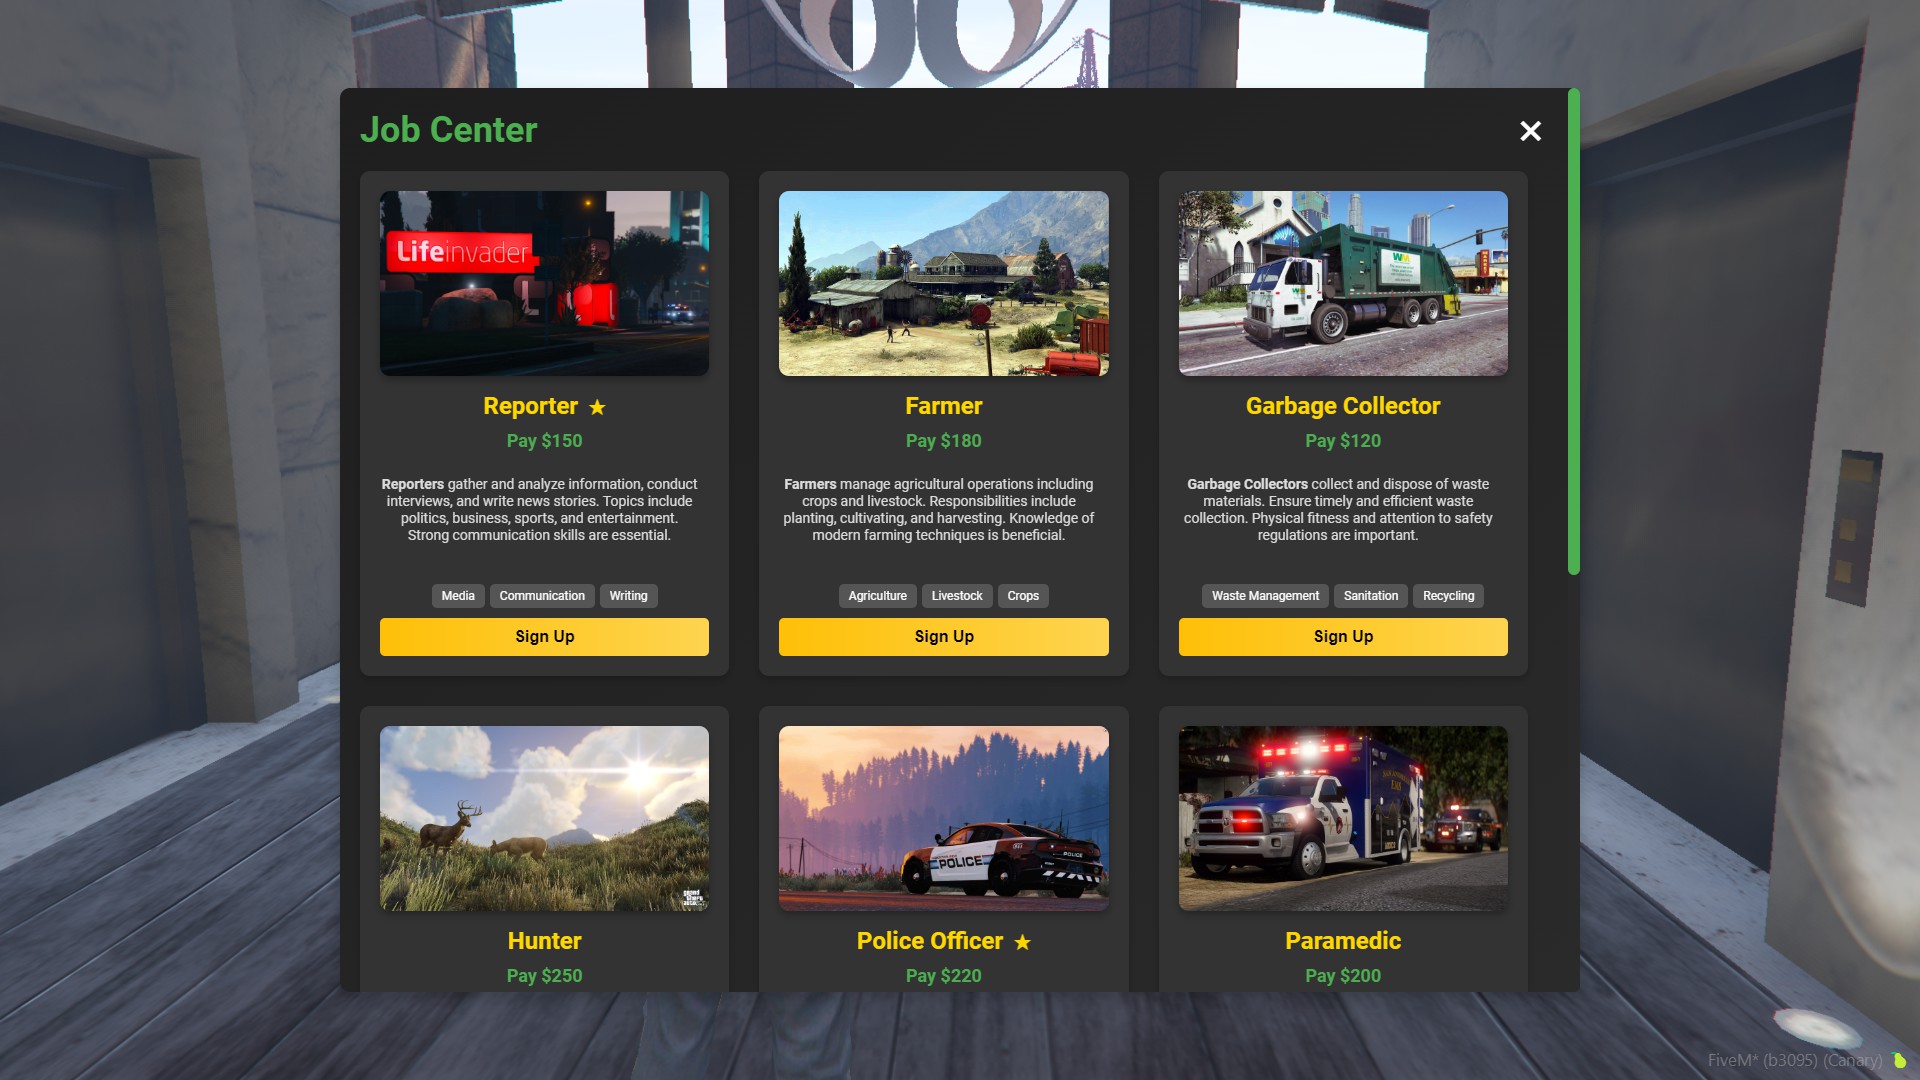 Job Center
Lifeinvader
WM
Reporter ★
Farmer
Garbage Collector
Pay $150
Pay $180
Pay $120
Reporters gather and analyze information, conduct
interviews, and write news stories. Topics include
politics, business, sports, and entertainment.
Strong communication skills are essential.
Farmers manage agricultural operations including
crops and livestock. Responsibilities include
planting, cultivating, and harvesting. Knowledge of
modern farming techniques is beneficial.
Garbage Collectors collect and dispose of waste
materials. Ensure timely and efficient waste
collection. Physical fitness and attention to safety
regulations are important.
Media Communication Writing
Agriculture Livestock Crops
Waste Management Sanitation Recycling
Sign Up
Sign Up
Sign Up
POLICE
POLICE
EMS
Hunter
Police Officer ★
Paramedic
Pay $250
Pay $220
Pay $200
FiveM* (b3095) (Canary)